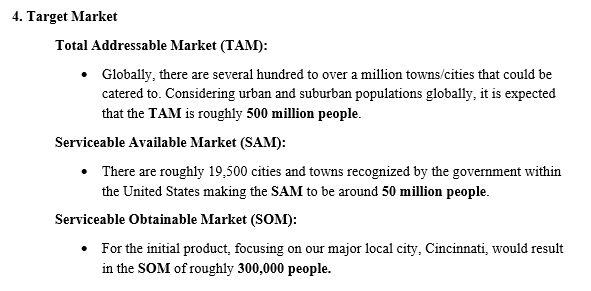 4. Target Market
Total Addressable Market (TAM):
• Globally, there are several hundred to over a million towns/cities that could be
catered to. Considering urban and suburban populations globally, it is expected
that the TAM is roughly 500 million people.
Serviceable Available Market (SAM):
• There are roughly 19,500 cities and towns recognized by the government within
the United States making the SAM to be around 50 million people.
Serviceable Obtainable Market (SOM):
• For the initial product, focusing on our major local city, Cincinnati, would result
in the SOM of roughly 300,000 people.